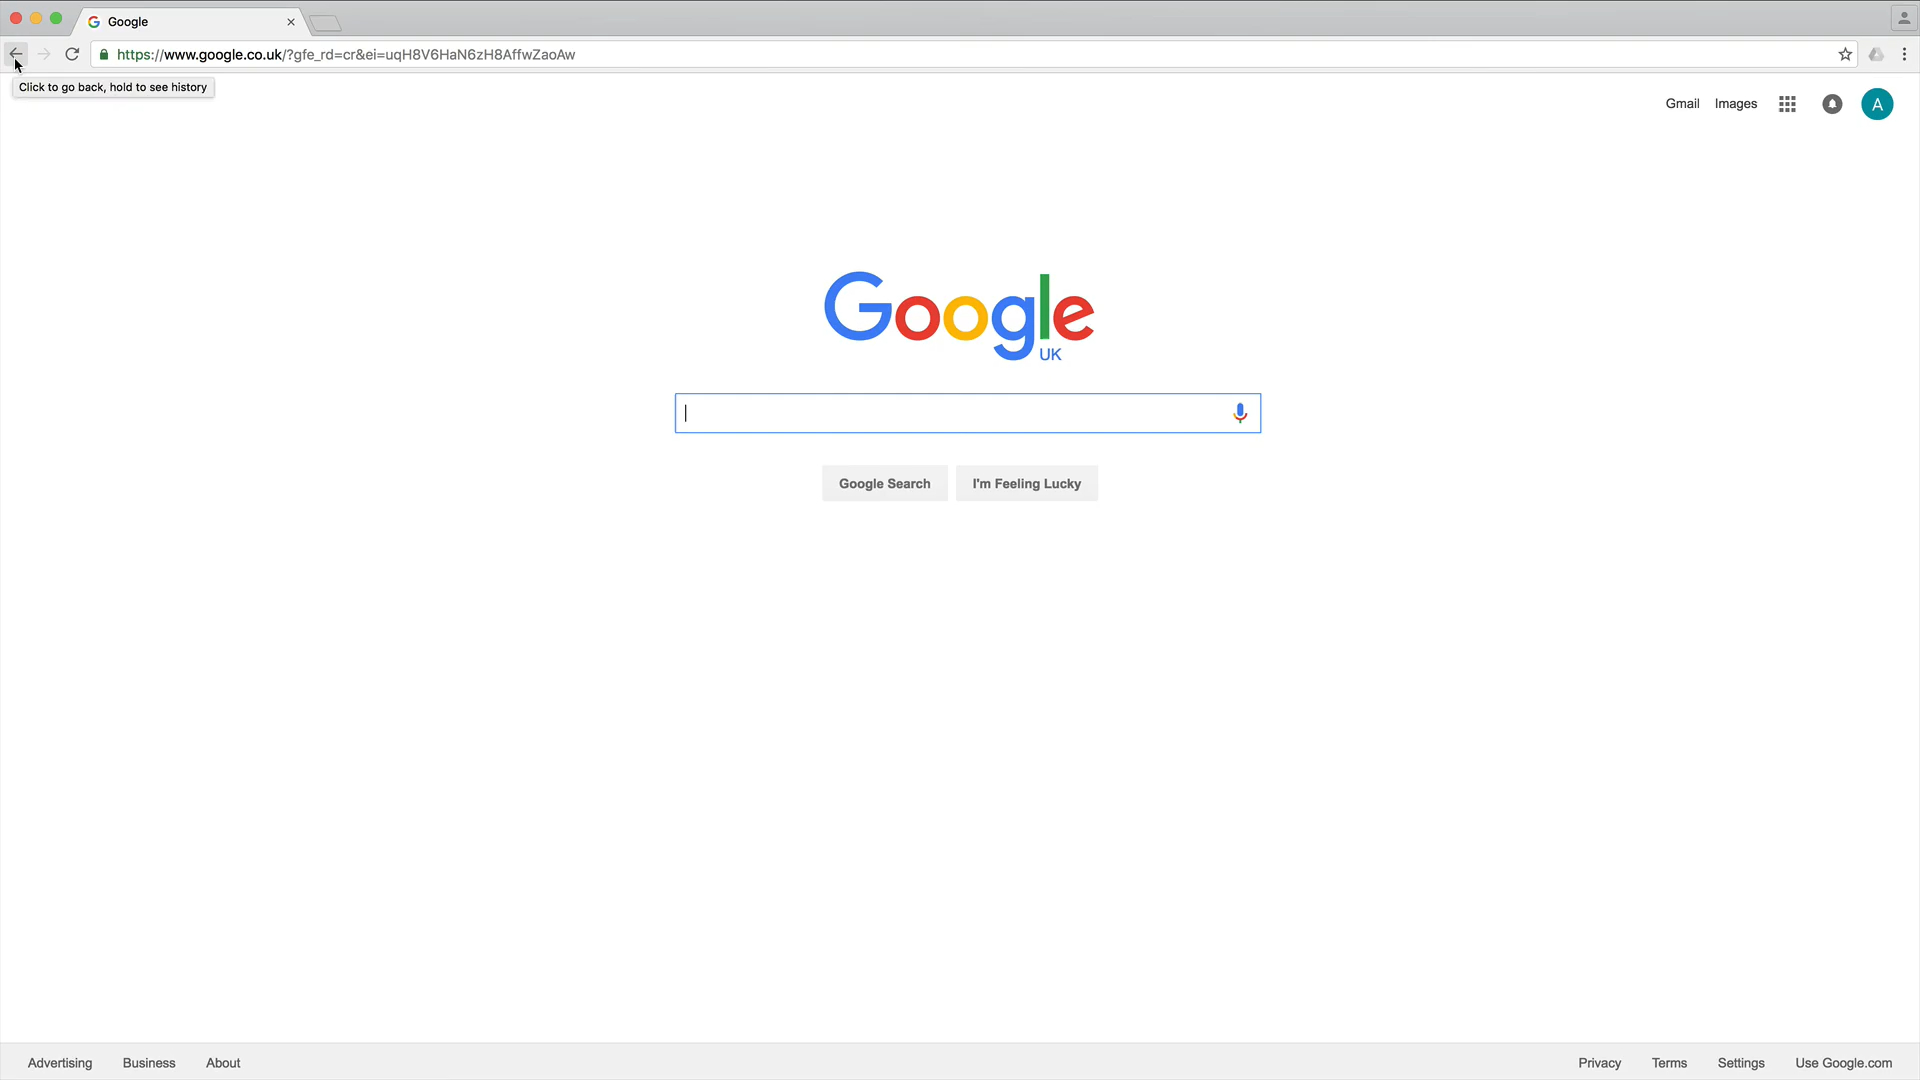 Google
https://www.google.co.uk/?gfe_rd=cr&ei=uqH8V6HaN6zH8AffwZaoAw
Click to go back, hold to see history
Gmail Images A
Google
UK
Google Search I'm Feeling Lucky
Advertising Business About Privacy Terms Settings Use Google.com